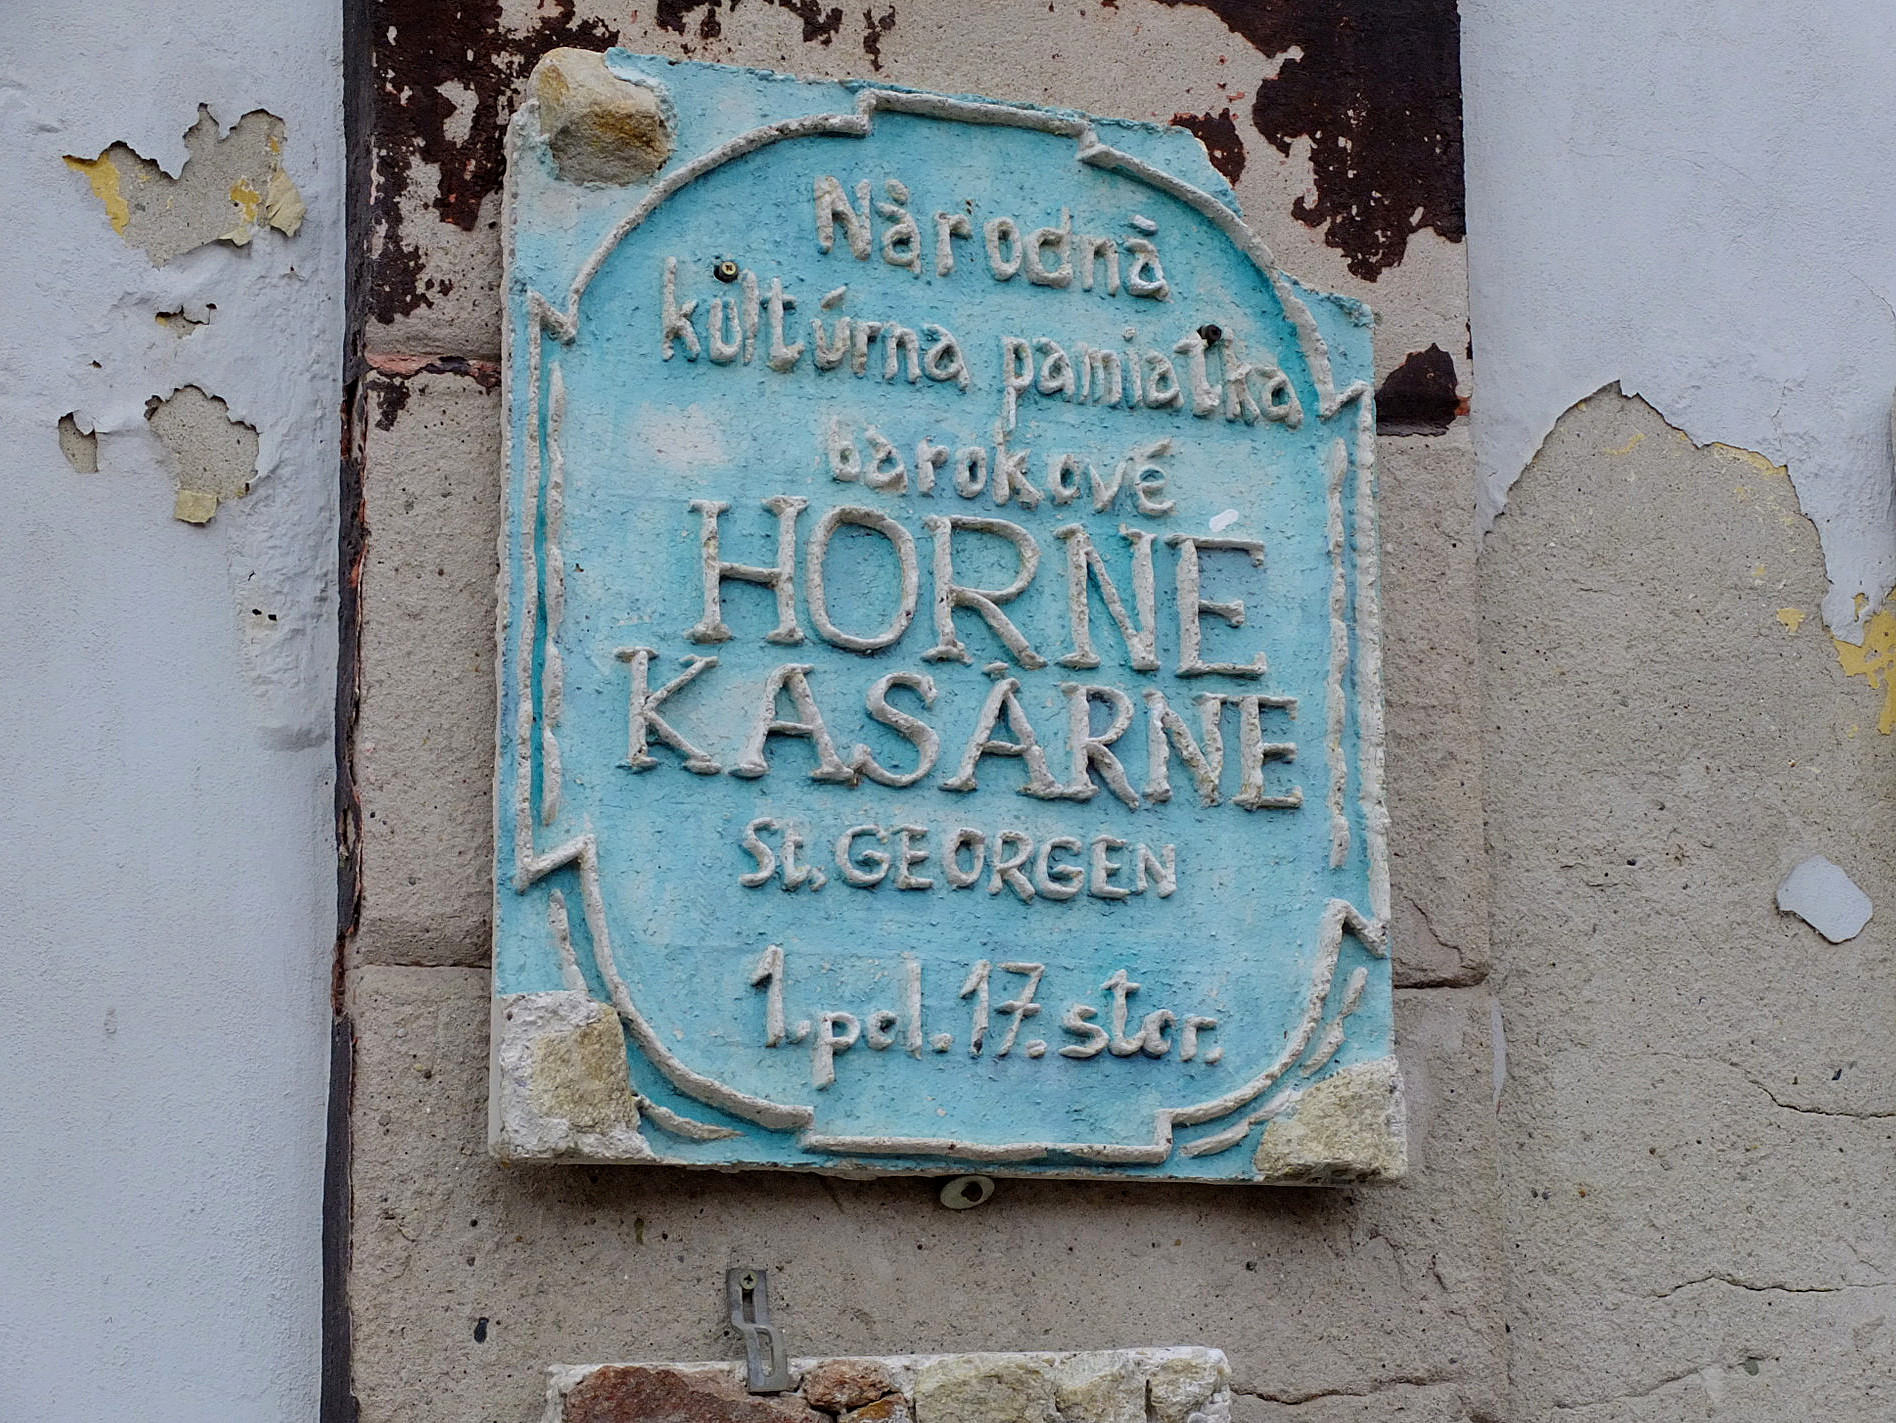 Národná
kultúrna pamiatka
barokové
HORNÉ
KASÁRNE
St. GEORGEN
1. pol. 17. stor.